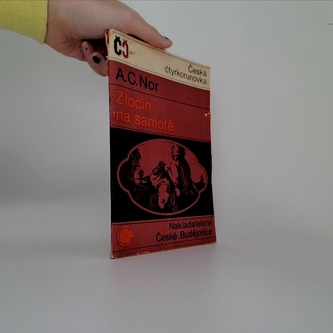 Česká
čtyřkorunovka
A.C.Nor
Zločin
na samotě
Nakladatelství
České Budějovice